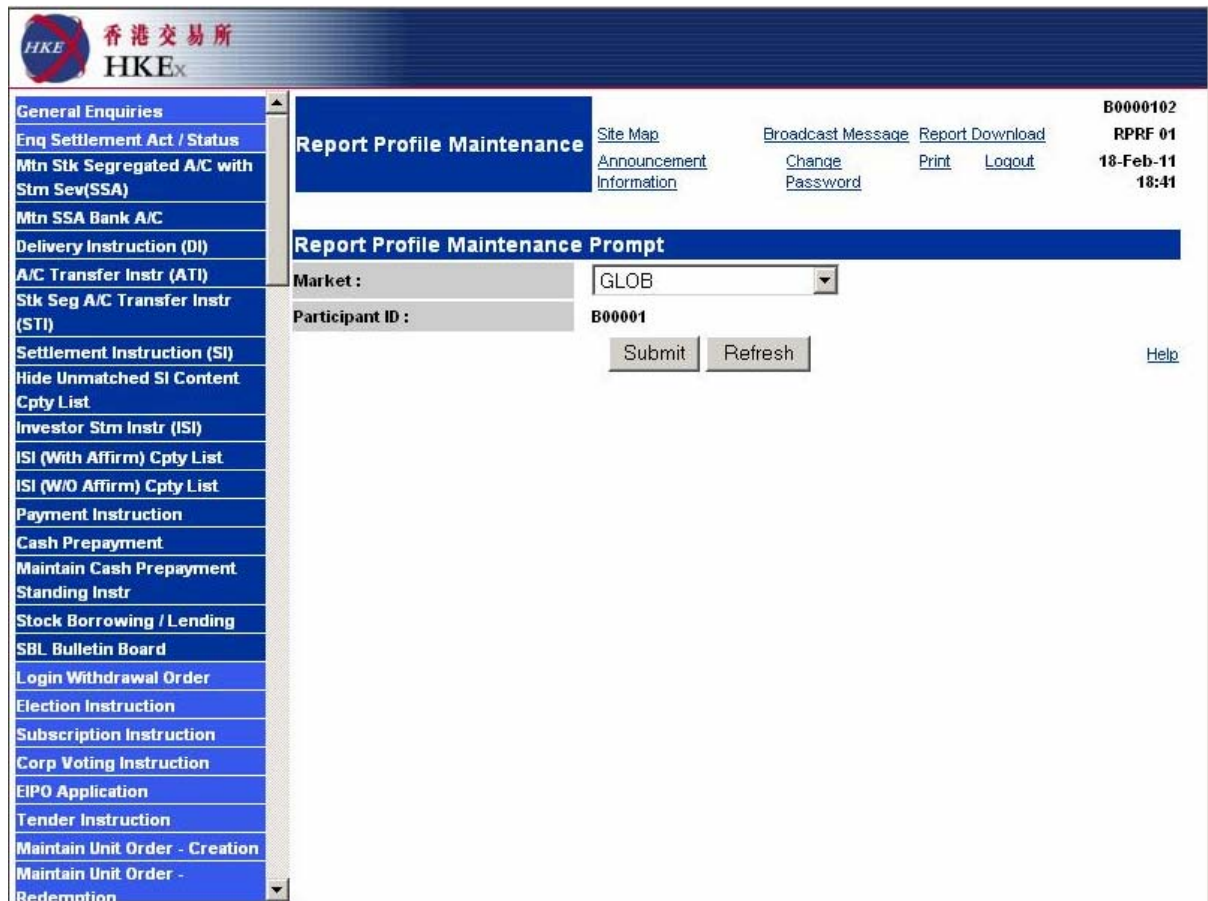 HKEx
香港交易所
HKEx
General Enquiries
Enq Settlement Act / Status
Mtn Stk Segregated A/C with
Stm Sev(SSA)
Mtn SSA Bank A/C
Delivery Instruction (DI)
A/C Transfer Instr (ATI)
Stk Seg A/C Transfer Instr
(STI)
Settlement Instruction (SI)
Hide Unmatched SI Content
Cpty List
Investor Stm Instr (ISI)
ISI (With Affirm) Cpty List
ISI (W/O Affirm) Cpty List
Payment Instruction
Cash Prepayment
Maintain Cash Prepayment
Standing Instr
Stock Borrowing / Lending
SBL Bulletin Board
Login Withdrawal Order
Election Instruction
Subscription Instruction
Corp Voting Instruction
EIPO Application
Tender Instruction
Maintain Unit Order - Creation
Maintain Unit Order -
Redemption
Report Profile Maintenance
Site Map
Broadcast Message
Report Download
Announcement
Information
Change
Password
Print
Logout
B0000102
RPRF 01
18-Feb-11
18:41
Report Profile Maintenance Prompt
Market :
GLOB
Participant ID :
B00001
Submit
Refresh
Help